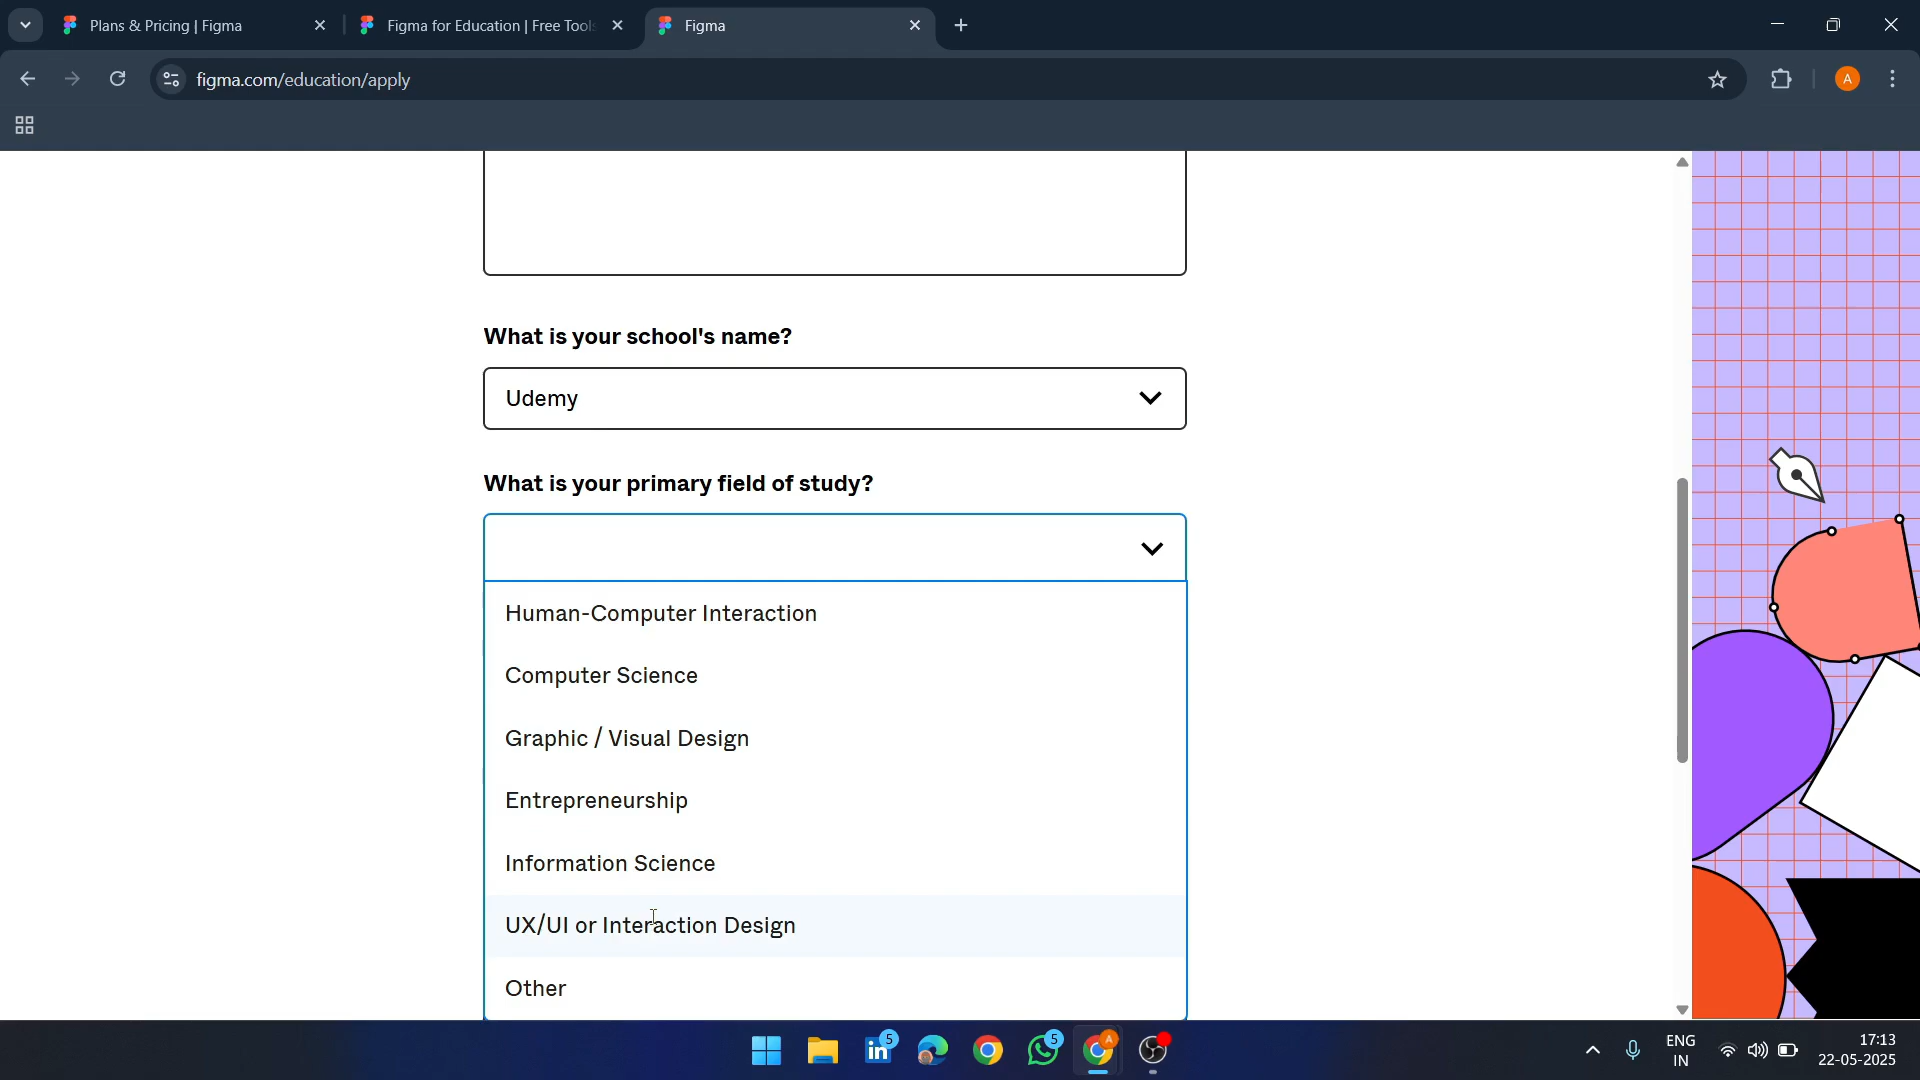 Plans & Pricing | Figma
Figma for Education | Free Tools
Figma
figma.com/education/apply
A
What is your school's name?
Udemy
What is your primary field of study?
Human-Computer Interaction
Computer Science
Graphic / Visual Design
Entrepreneurship
Information Science
UX/UI or Interaction Design
Other
5
5
A
ENG
IN
17:13
22-05-2025